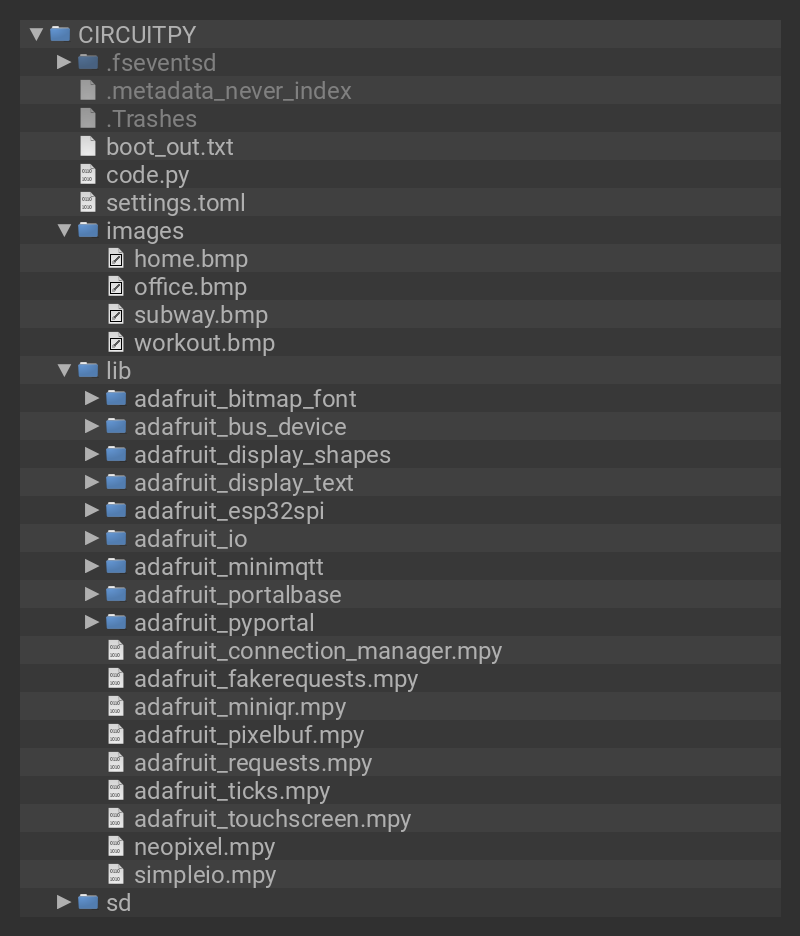 CIRCUITPY
.fseventsd
.metadata_never_index
.Trashes
boot_out.txt
code.py
settings.toml
images
home.bmp
office.bmp
subway.bmp
workout.bmp
lib
adafruit_bitmap_font
adafruit_bus_device
adafruit_display_shapes
adafruit_display_text
adafruit_esp32spi
adafruit_io
adafruit_minimqtt
adafruit_portalbase
adafruit_pyportal
adafruit_connection_manager.mpy
adafruit_fakerequests.mpy
adafruit_miniqr.mpy
adafruit_pixelbuf.mpy
adafruit_requests.mpy
adafruit_ticks.mpy
adafruit_touchscreen.mpy
neopixel.mpy
simpleio.mpy
sd